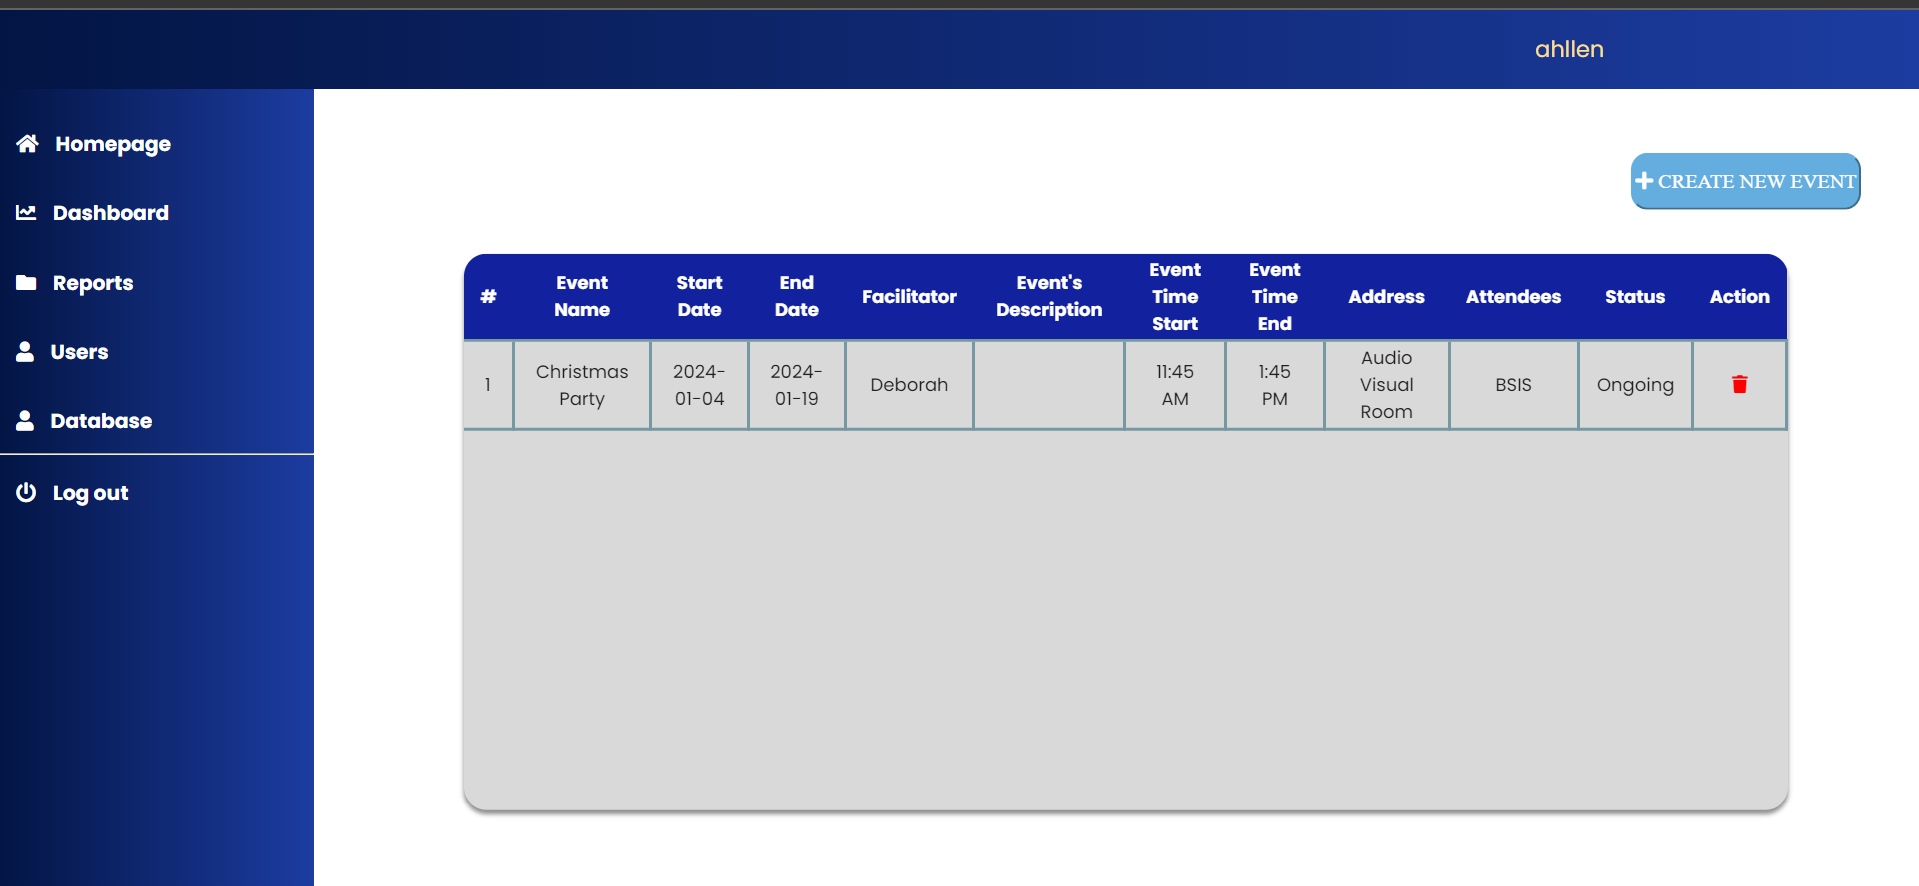 ahllen
Homepage
Dashboard
Reports
Users
Database
Log out
CREATE NEW EVENT
# Event Name Start Date End Date Facilitator Event's Description Event Time Start Event Time End Address Attendees Status Action
1 Christmas Party 2024-01-04 2024-01-19 Deborah 11:45 AM 1:45 PM Audio Visual Room BSIS Ongoing